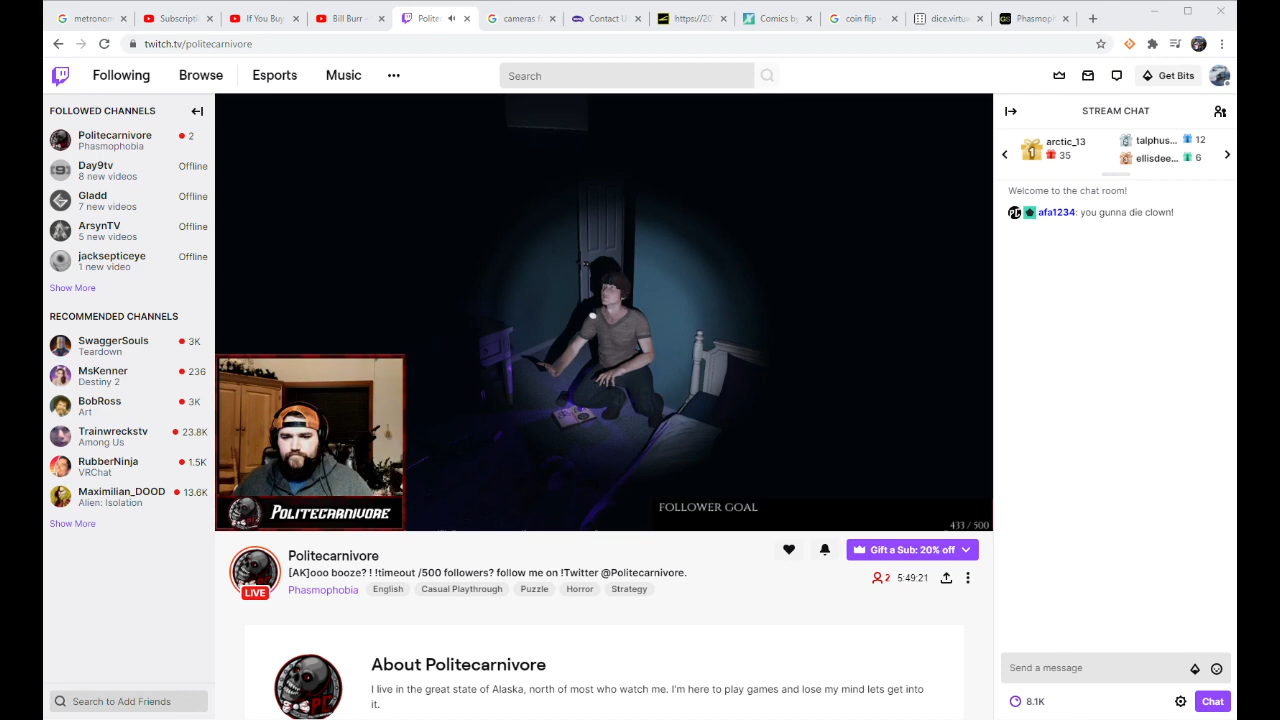 metronom
Subscripti
If You Buy
Bill Burr -
Polite
cameras f
Contact U
https://20
Comics by
coin flip -
dice.virtue
Phasmoph
twitch.tv/politecarnivore
Following
Browse
Esports
Music
Search
Get Bits
FOLLOWED CHANNELS
Politecarnivore
2
Phasmophobia
Day9tv
Offline
8 new videos
Gladd
Offline
7 new videos
ArsynTV
Offline
5 new videos
jacksepticeye
Offline
1 new video
Show More
RECOMMENDED CHANNELS
SwaggerSouls
3K
Teardown
MsKenner
236
Destiny 2
BobRoss
3K
Art
Trainwreckstv
23.8K
Among Us
RubberNinja
1.5K
VRChat
Maximilian_DOOD
13.6K
Alien: Isolation
Show More
Search to Add Friends
POLITECARNIVORE
FOLLOWER GOAL
433 / 500
LIVE
Politecarnivore
[AK]ooo booze? ! !timeout /500 followers? follow me on !Twitter @Politecarnivore.
Phasmophobia
English
Casual Playthrough
Puzzle
Horror
Strategy
Gift a Sub: 20% off
2
5:49:21
About Politecarnivore
I live in the great state of Alaska, north of most who watch me. I'm here to play games and lose my mind lets get into
it.
STREAM CHAT
1
arctic_13
35
talphus...
12
ellisdee...
6
Welcome to the chat room!
afa1234: you gunna die clown!
Send a message
8.1K
Chat